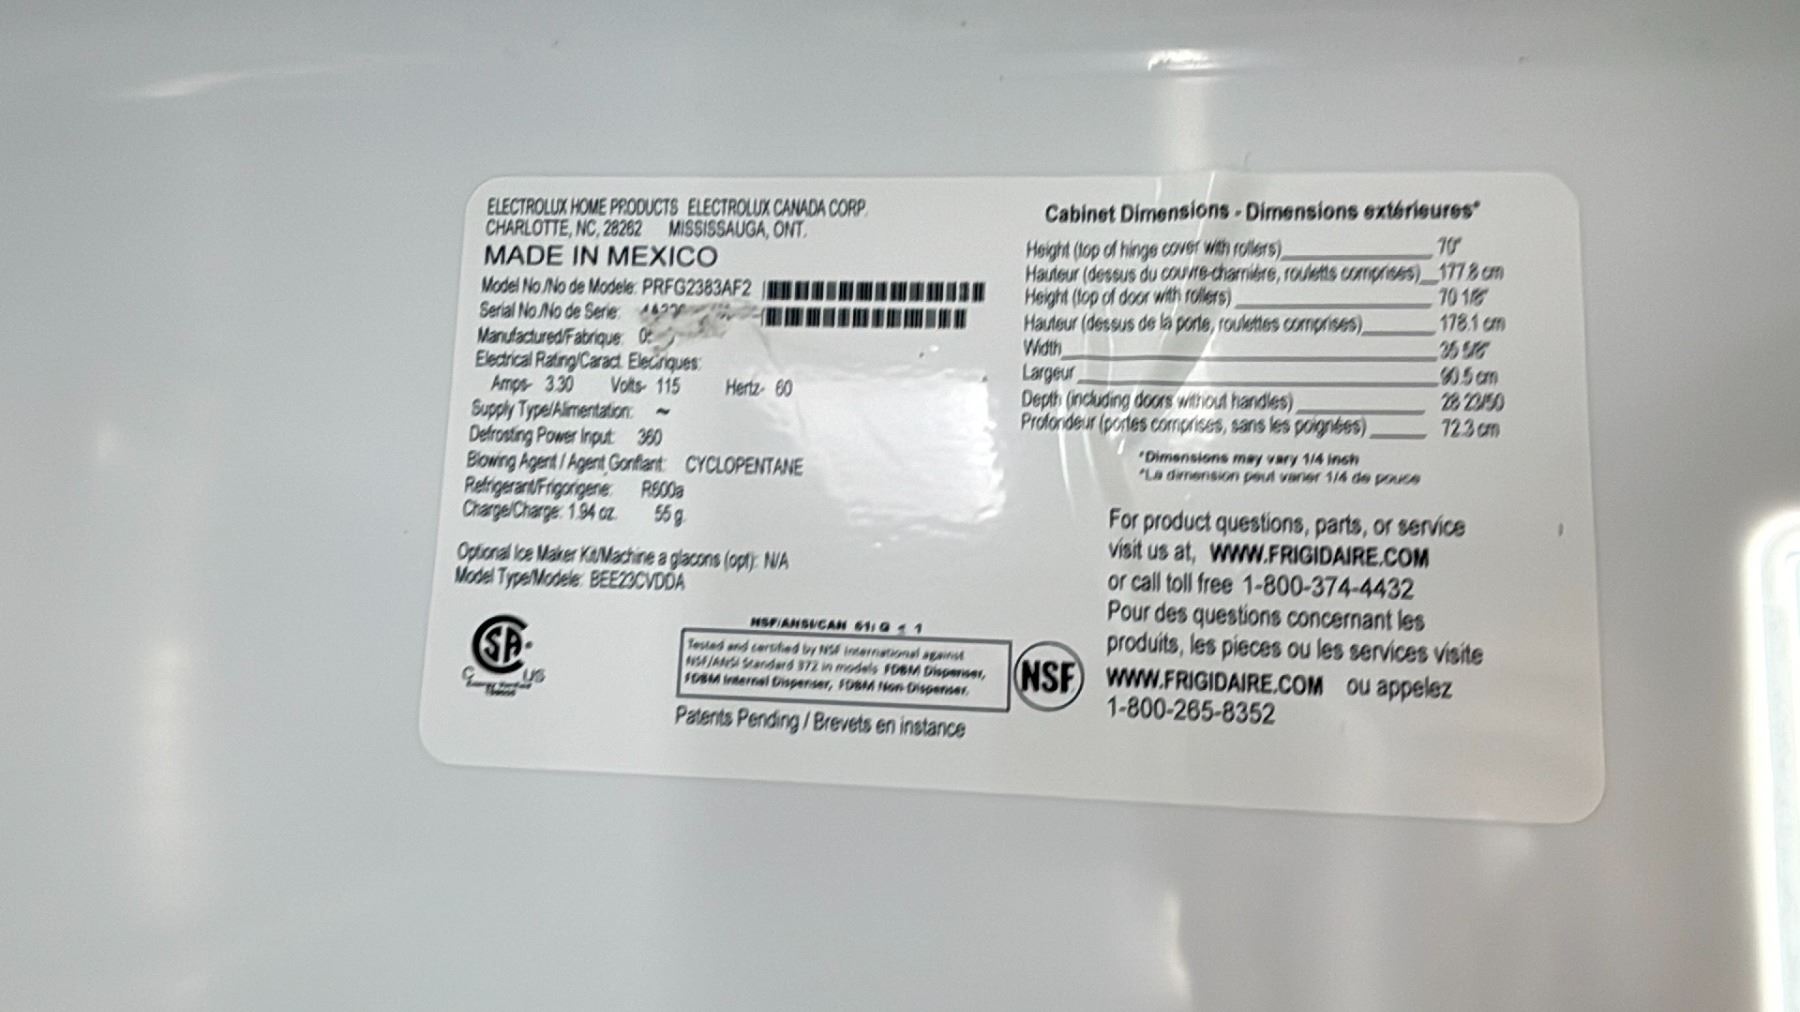 ELECTROLUX HOME PRODUCTS ELECTROLUX CANADA CORP.
CHARLOTTE, NC, 28262 MISSISSAUGA, ONT.
MADE IN MEXICO
Model No./No de Modele: PRFG2383AF2
Serial No./No de Serie:
Manufactured/Fabrique:
Electrical Rating/Caract. Elecriques:
Amps- 3.30 Volts- 115 Hertz- 60
Supply Type/Alimentation: ~
Defrosting Power Input: 360
Blowing Agent / Agent Gonflant: CYCLOPENTANE
Refrigerant/Frigorigene: R600a
Charge/Charge: 1.94 oz. 55 g.
Optional Ice Maker Kit/Machine a glacons (opt): N/A
Model Type/Modele: BEE23CVDDA
SA
C US
NSF/ANSI/CAN
Tested and certified by NSF International against
NSF/ANSI Standard 372 in models FDBM Dispenser,
FDBM Internal Dispenser, FDBM Non-Dispenser.
NSF
Patents Pending / Brevets en instance
Cabinet Dimensions - Dimensions extérieures*
Height (top of hinge cover with rollers) 70"
Hauteur (dessus du couvre-charnière, rouletts comprises) 177.8 cm
Height (top of door with rollers) 70 1/8"
Hauteur (dessus de la porte, roulettes comprises) 178.1 cm
Width 35 5/8"
Largeur 90.5 cm
Depth (including doors without handles) 28 23/50
Profondeur (portes comprises, sans les poignées) 72.3 cm
*Dimensions may vary 1/4 inch
*La dimension peut varier 1/4 de pouce
For product questions, parts, or service
visit us at, WWW.FRIGIDAIRE.COM
or call toll free 1-800-374-4432
Pour des questions concernant les
produits, les pieces ou les services visite
WWW.FRIGIDAIRE.COM ou appelez
1-800-265-8352